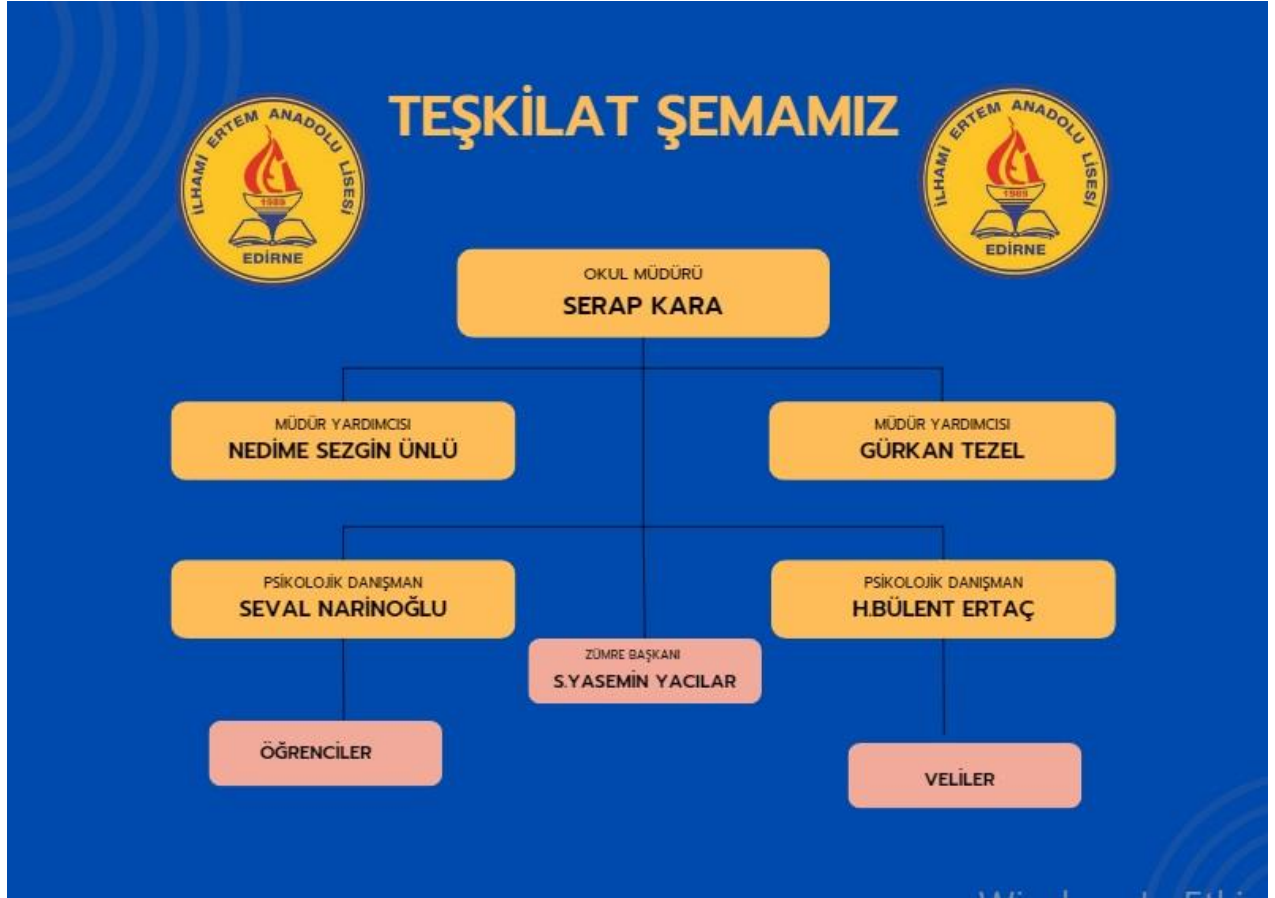 TEŞKİLAT ŞEMAMIZ
İLHAMİ ERTEM ANADOLU LİSESİ
1989
EDİRNE
İLHAMİ ERTEM ANADOLU LİSESİ
1989
EDİRNE
OKUL MÜDÜRÜ
SERAP KARA
MÜDÜR YARDIMCISI
NEDİME SEZGİN ÜNLÜ
MÜDÜR YARDIMCISI
GÜRKAN TEZEL
PSİKOLOJİK DANIŞMAN
SEVAL NARİNOĞLU
PSİKOLOJİK DANIŞMAN
H.BÜLENT ERTAÇ
ZÜMRE BAŞKANI
S.YASEMİN YACILAR
ÖĞRENCİLER
VELİLER